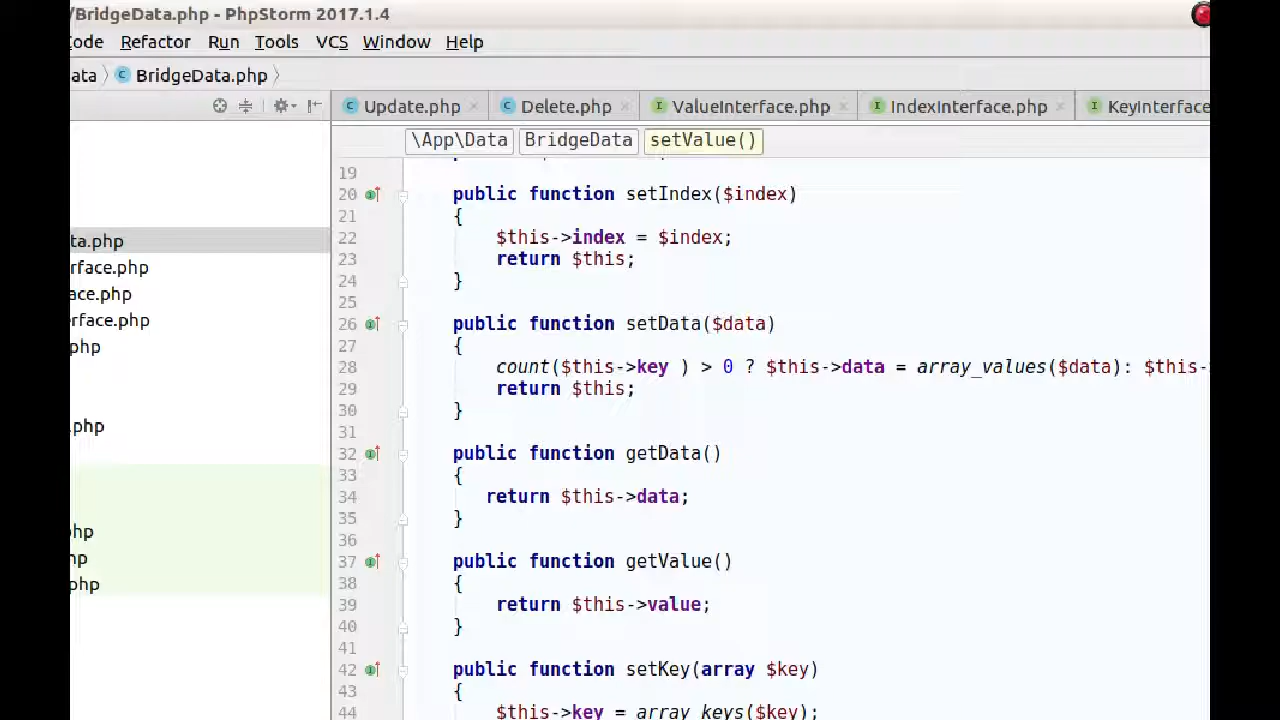 /BridgeData.php - PhpStorm 2017.1.4
Code Refactor Run Tools VCS Window Help
ata BridgeData.php
Update.php Delete.php ValueInterface.php IndexInterface.php KeyInterface
\App\Data BridgeData setValue()
19
20 public function setIndex($index)
21 {
22 $this->index = $index;
23 return $this;
24 }
25
26 public function setData($data)
27 {
28 count($this->key ) > 0 ? $this->data = array_values($data): $this-
29 return $this;
30 }
31
32 public function getData()
33 {
34 return $this->data;
35 }
36
37 public function getValue()
38 {
39 return $this->value;
40 }
41
42 public function setKey(array $key)
43 {
44 $this->key = array_keys($key);
ta.php
rface.php
ace.php
rface.php
.php
.php
hp
np
.php